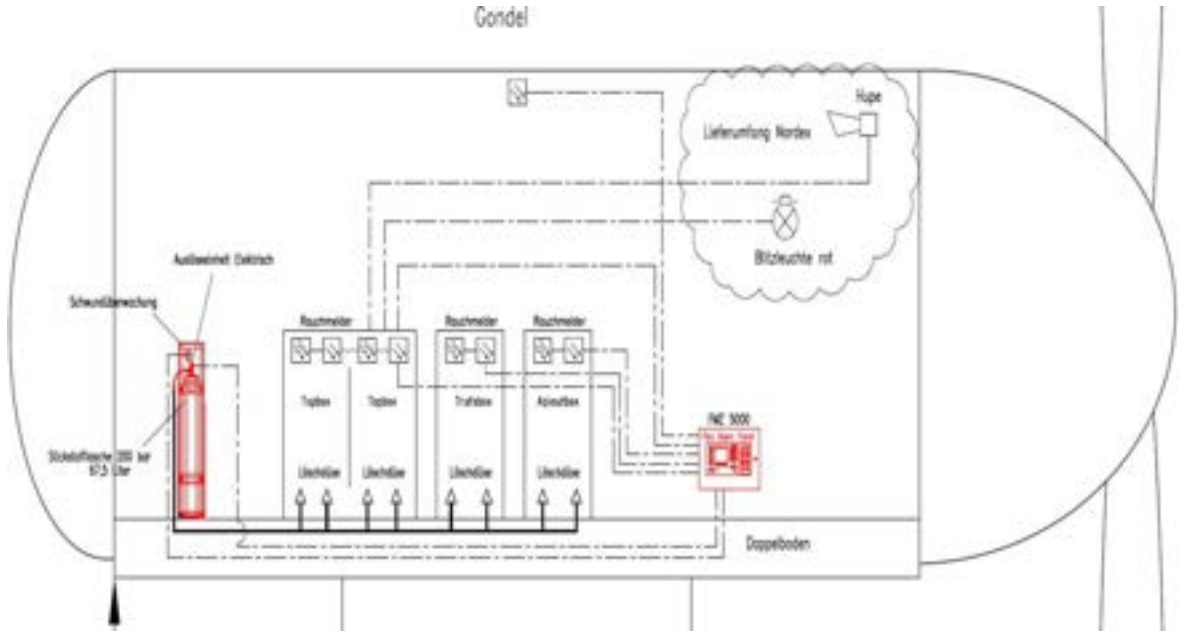 Gondel
Hupe
Lieferumfang Nordex
Blitzleuchte rot
Auslöseeinheit Elektrisch
Schwundüberwachung
Rauchmelder
Rauchmelder
Rauchmelder
Topbox
Topbox
Trafobox
Azimutbox
Stickstoffflasche 200 bar
67,5 Liter
Löschdüse
Löschdüse
Löschdüse
Löschdüse
FMZ 5000
Doppelboden